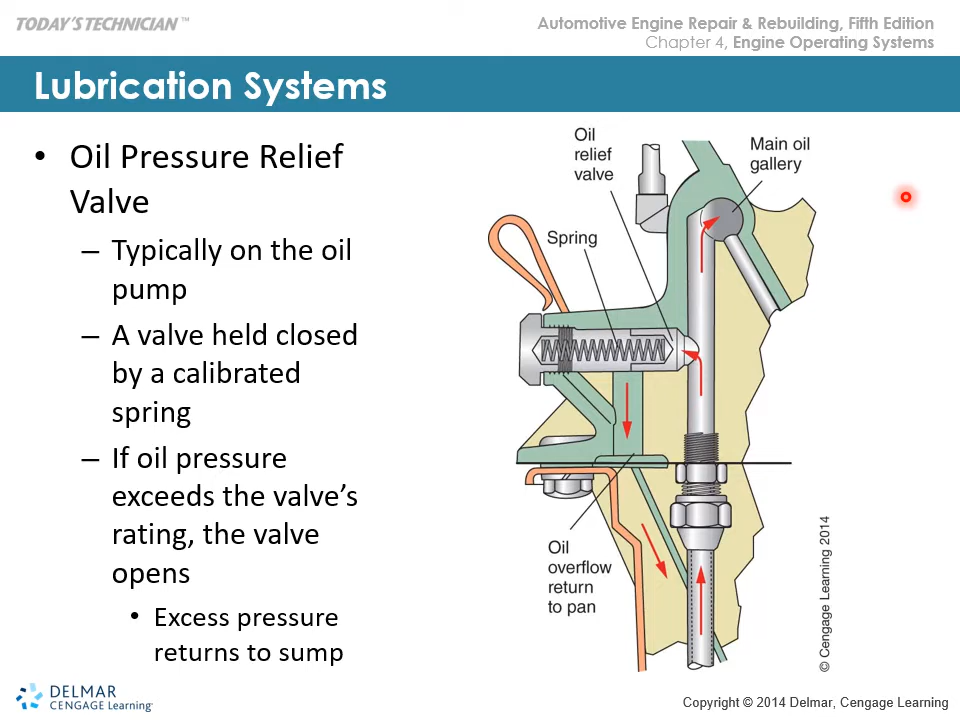 TODAY'S TECHNICIAN ™
Automotive Engine Repair & Rebuilding, Fifth Edition
Chapter 4, Engine Operating Systems
Lubrication Systems
• Oil Pressure Relief
Valve
– Typically on the oil
pump
– A valve held closed
by a calibrated
spring
– If oil pressure
exceeds the valve’s
rating, the valve
opens
• Excess pressure
returns to sump
Oil
relief
valve
Main oil
gallery
Spring
Oil
overflow
return
to pan
© Cengage Learning 2014
DELMAR
CENGAGE Learning
Copyright © 2014 Delmar, Cengage Learning